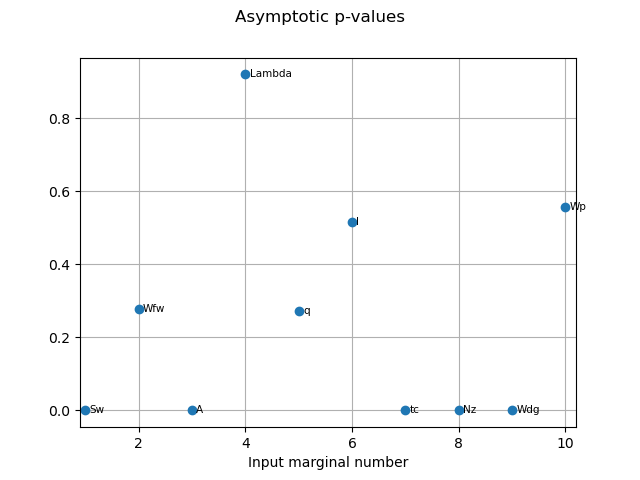 Asymptotic p-values
0.8
0.6
0.4
0.2
0.0
Lambda
Wp
l
Wfw
q
Sw
A
tc
Nz
Wdg
2
4
6
8
10
Input marginal number